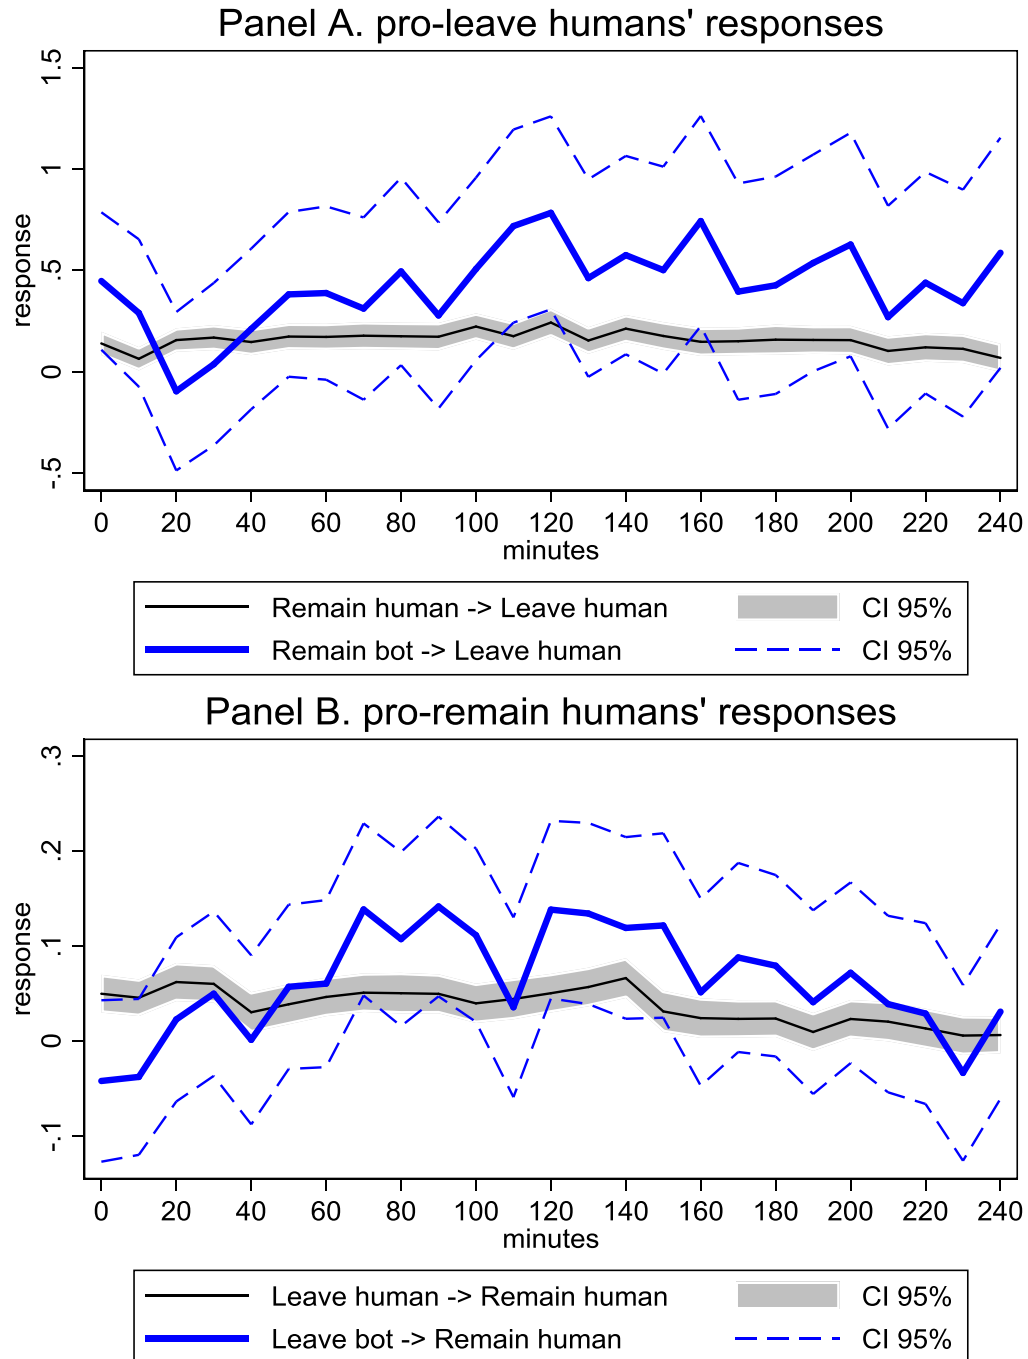 Panel A. pro-leave humans' responses
1.5
1
.5
0
-.5
response
0 20 40 60 80 100 120 140 160 180 200 220 240
minutes
Remain human -> Leave human CI 95%
Remain bot -> Leave human CI 95%
Panel B. pro-remain humans' responses
.3
.2
.1
0
-.1
response
0 20 40 60 80 100 120 140 160 180 200 220 240
minutes
Leave human -> Remain human CI 95%
Leave bot -> Remain human CI 95%